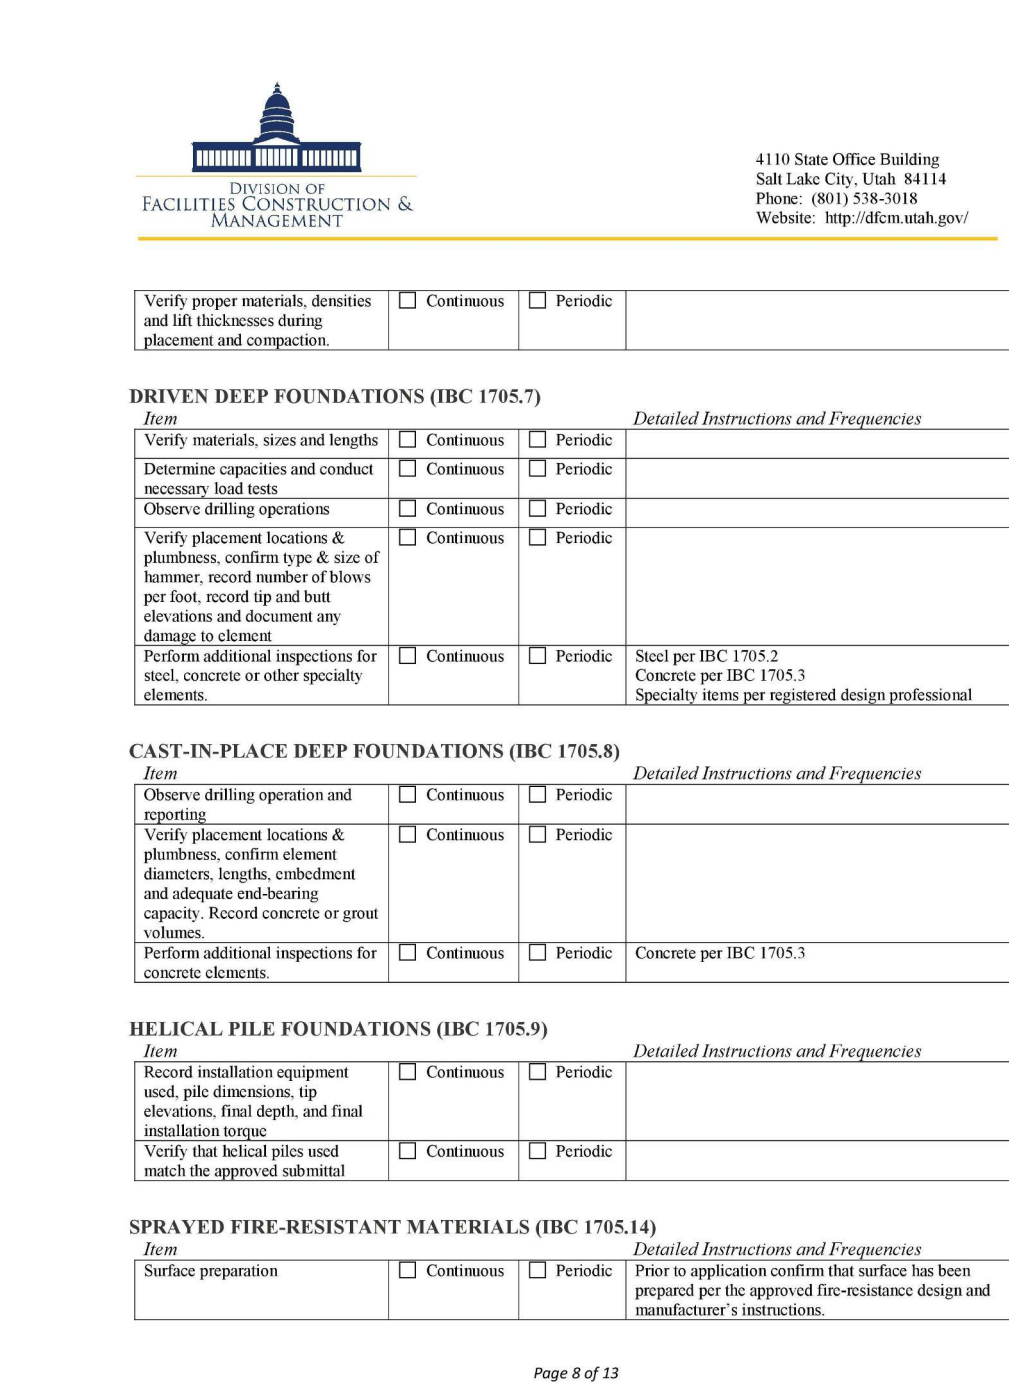 DIVISION OF
FACILITIES CONSTRUCTION &
MANAGEMENT
4110 State Office Building
Salt Lake City, Utah 84114
Phone: (801) 538-3018
Website: http://dfcm.utah.gov/
Verify proper materials, densities ☐ Continuous ☐ Periodic
and lift thicknesses during
placement and compaction.
DRIVEN DEEP FOUNDATIONS (IBC 1705.7)
Item Detailed Instructions and Frequencies
Verify materials, sizes and lengths ☐ Continuous ☐ Periodic
Determine capacities and conduct ☐ Continuous ☐ Periodic
necessary load tests
Observe drilling operations ☐ Continuous ☐ Periodic
Verify placement locations & ☐ Continuous ☐ Periodic
plumbness, confirm type & size of
hammer, record number of blows
per foot, record tip and butt
elevations and document any
damage to element
Perform additional inspections for ☐ Continuous ☐ Periodic Steel per IBC 1705.2
steel, concrete or other specialty Concrete per IBC 1705.3
elements. Specialty items per registered design professional
CAST-IN-PLACE DEEP FOUNDATIONS (IBC 1705.8)
Item Detailed Instructions and Frequencies
Observe drilling operation and ☐ Continuous ☐ Periodic
reporting
Verify placement locations & ☐ Continuous ☐ Periodic
plumbness, confirm element
diameters, lengths, embedment
and adequate end-bearing
capacity. Record concrete or grout
volumes.
Perform additional inspections for ☐ Continuous ☐ Periodic Concrete per IBC 1705.3
concrete elements.
HELICAL PILE FOUNDATIONS (IBC 1705.9)
Item Detailed Instructions and Frequencies
Record installation equipment ☐ Continuous ☐ Periodic
used, pile dimensions, tip
elevations, final depth, and final
installation torque
Verify that helical piles used ☐ Continuous ☐ Periodic
match the approved submittal
SPRAYED FIRE-RESISTANT MATERIALS (IBC 1705.14)
Item Detailed Instructions and Frequencies
Surface preparation ☐ Continuous ☐ Periodic Prior to application confirm that surface has been
prepared per the approved fire-resistance design and
manufacturer's instructions.
Page 8 of 13